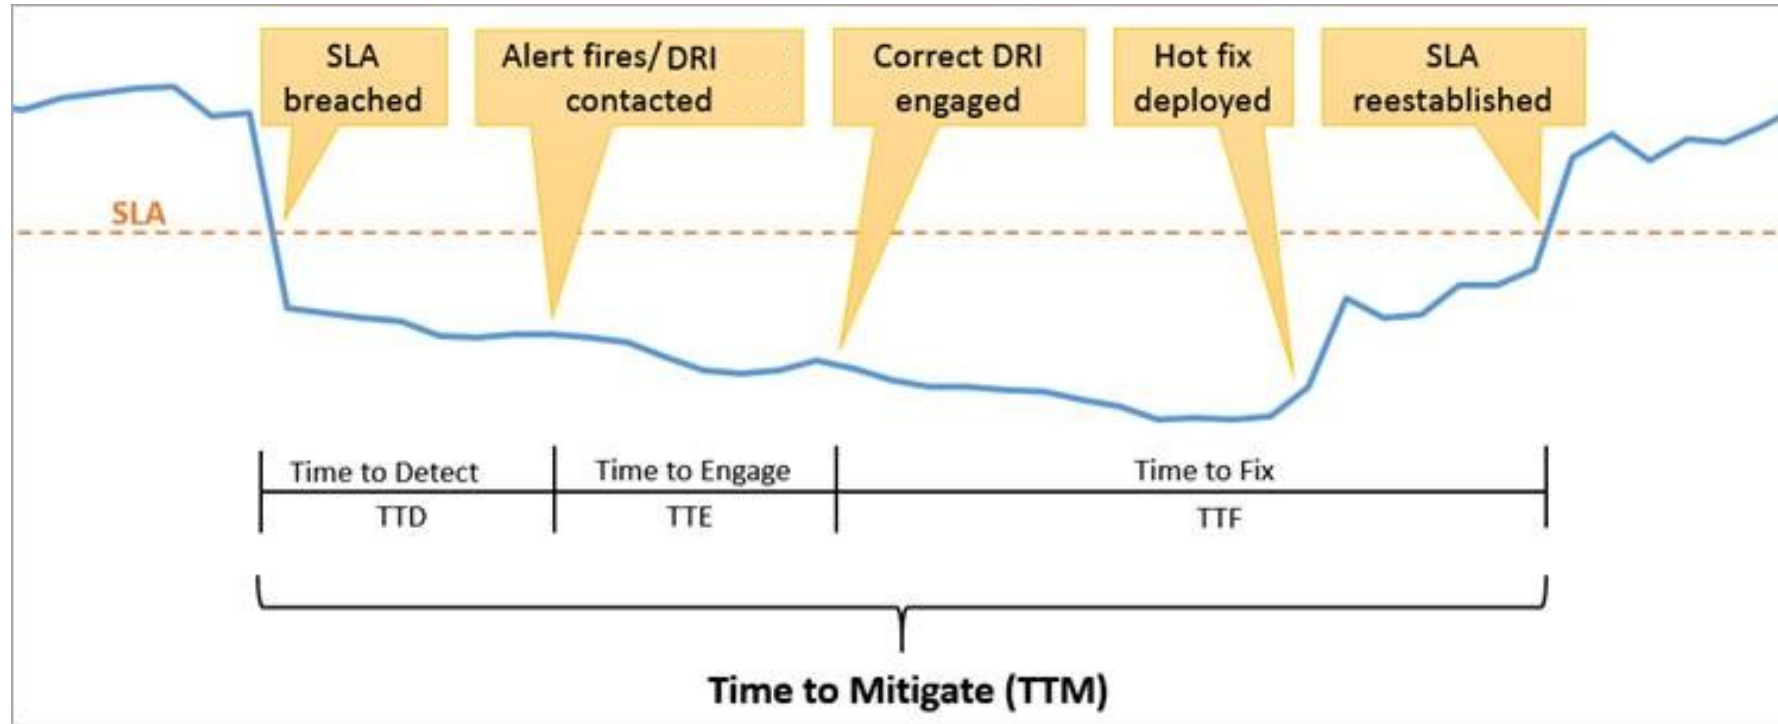 SLA
breached
Alert fires/DRI
contacted
Correct DRI
engaged
Hot fix
deployed
SLA
reestablished
SLA
Time to Detect
TTD
Time to Engage
TTE
Time to Fix
TTF
Time to Mitigate (TTM)